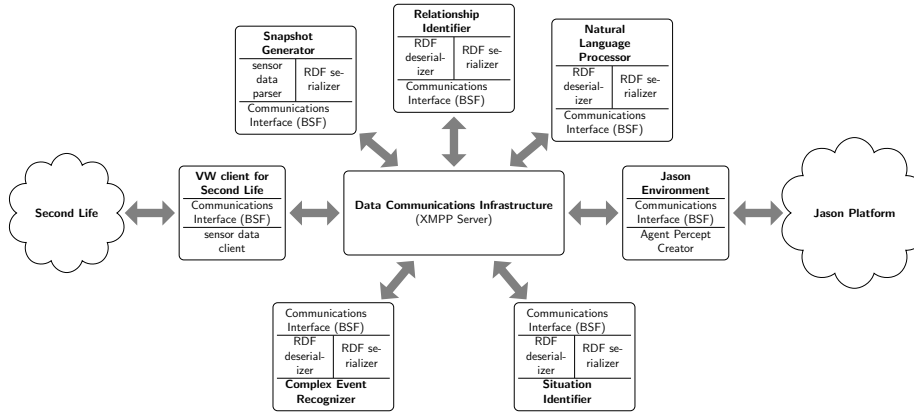 Snapshot
Generator
sensor
data
parser
RDF se-
rializer
Communications
Interface (BSF)
Relationship
Identifier
RDF
deserial-
izer
RDF se-
rializer
Communications
Interface (BSF)
Natural
Language
Processor
RDF
deserial-
izer
RDF se-
rializer
Communications
Interface (BSF)
Second Life
VW client for
Second Life
Communications
Interface (BSF)
sensor data
client
Data Communications Infrastructure
(XMPP Server)
Jason
Environment
Communications
Interface (BSF)
Agent Percept
Creator
Jason Platform
Communications
Interface (BSF)
RDF
deserial-
izer
RDF se-
rializer
Complex Event
Recognizer
Communications
Interface (BSF)
RDF
deserial-
izer
RDF se-
rializer
Situation
Identifier